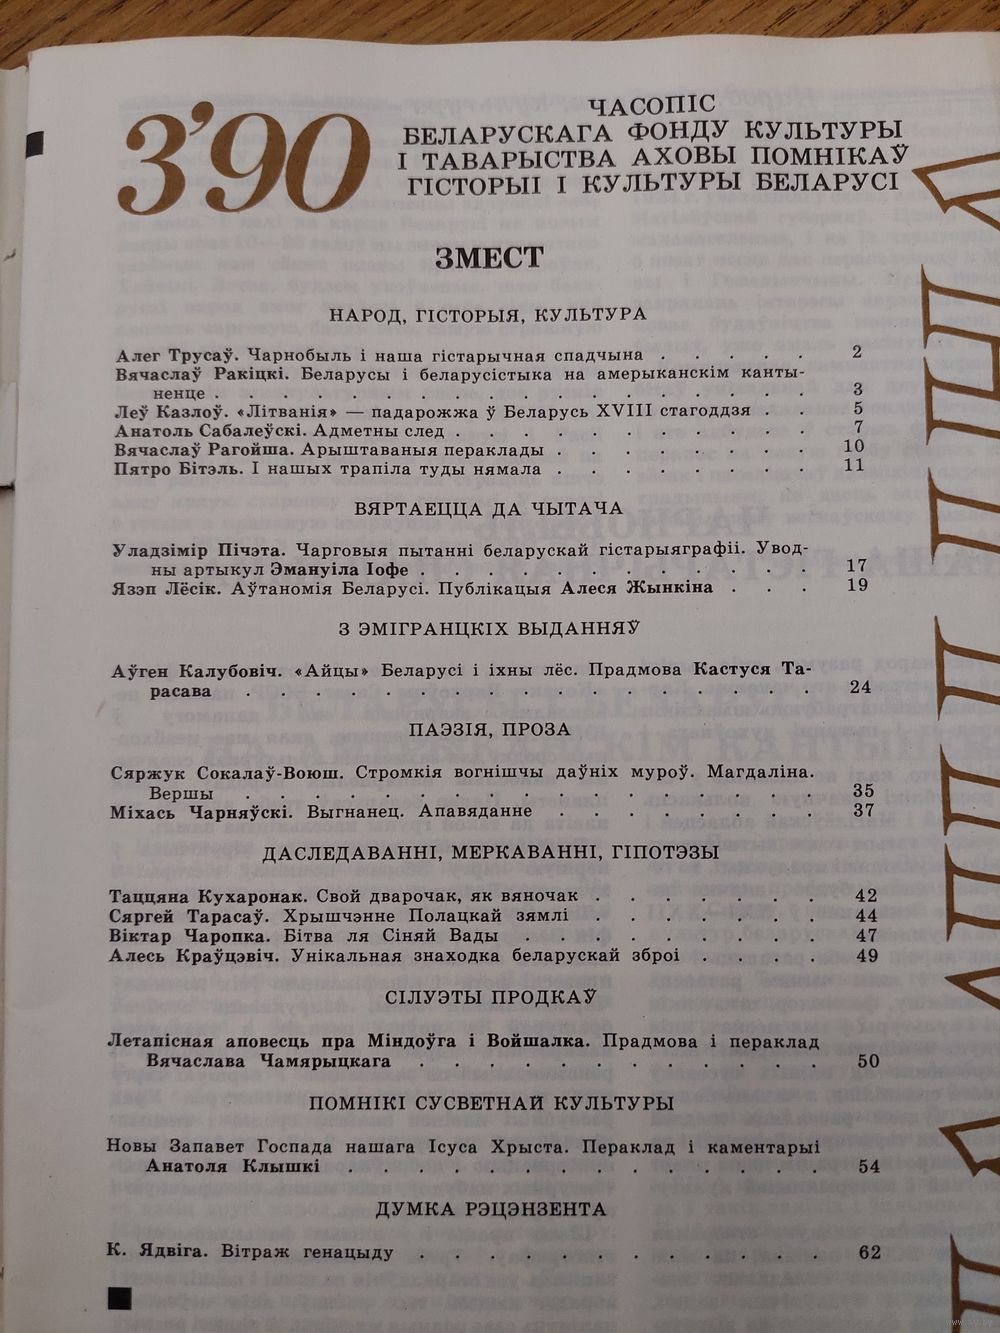 3'90
ЧАСОПІС
БЕЛАРУСКАГА ФОНДУ КУЛЬТУРЫ
І ТАВАРЫСТВА АХОВЫ ПОМНІКАЎ
ГІСТОРЫІ І КУЛЬТУРЫ БЕЛАРУСІ
ЗМЕСТ
НАРОД, ГІСТОРЫЯ, КУЛЬТУРА
Алег Трусаў. Чарнобыль і наша гістарычная спадчына . . . . . 2
Вячаслаў Ракіцкі. Беларусы і беларусістыка на амерыканскім канты-
ненце . . . . . . . . . . . . . . . . . 3
Леў Казлоў. «Літванія» — падарожжа ў Беларусь XVIII стагоддзя . . 5
Анатоль Сабалеўскі. Адметны след . . . . . . . . . . . 7
Вячаслаў Рагойша. Арыштаваныя пераклады . . . . . . . . 10
Пятро Бітэль. І нашых трапіла туды нямала . . . . . . . . 11
ВЯРТАЕЦЦА ДА ЧЫТАЧА
Уладзімір Пічэта. Чарговыя пытанні беларускай гістарыяграфіі. Увод-
ны артыкул Эмануіла Іофе . . . . . . . . . . . . 17
Язэп Лёсік. Аўтаномія Беларусі. Публікацыя Алеся Жынкіна . . . 19
З ЭМІГРАНЦКІХ ВЫДАННЯЎ
Аўген Калубовіч. «Айцы» Беларусі і іхны лёс. Прадмова Кастуся Та-
расава . . . . . . . . . . . . . . . . . 24
ПАЭЗІЯ, ПРОЗА
Сяржук Сокалаў-Воюш. Стромкія вогнішчы даўніх муроў. Магдаліна.
Вершы . . . . . . . . . . . . . . . . . 35
Міхась Чарняўскі. Выгнанец. Апавяданне . . . . . . . . 37
ДАСЛЕДАВАННІ, МЕРКАВАННІ, ГІПОТЭЗЫ
Таццяна Кухаронак. Свой дварочак, як вяночак . . . . . . . 42
Сяргей Тарасаў. Хрышчэнне Полацкай зямлі . . . . . . . 44
Віктар Чаропка. Бітва ля Сіняй Вады . . . . . . . . . 47
Алесь Краўцэвіч. Унікальная знаходка беларускай зброі . . . . 49
СІЛУЭТЫ ПРОДКАЎ
Летапісная аповесць пра Міндоўга і Войшалка. Прадмова і пераклад
Вячаслава Чамярыцкага . . . . . . . . . . . . 50
ПОМНІКІ СУСВЕТНАЙ КУЛЬТУРЫ
Новы Запавет Госпада нашага Ісуса Хрыста. Пераклад і каментарыі
Анатоля Клышкі . . . . . . . . . . . . . . 54
ДУМКА РЭЦЭНЗЕНТА
К. Ядвіга. Вітраж генацыду . . . . . . . . . . . . 62